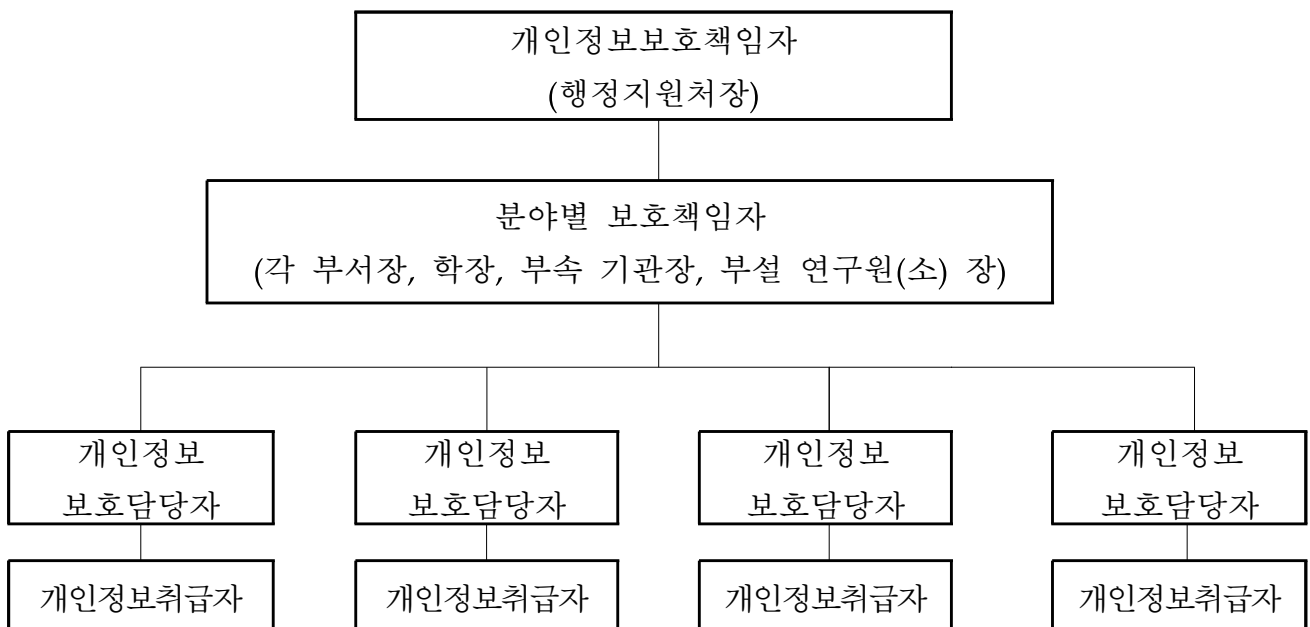 개인정보보호책임자
(행정지원처장)
분야별 보호책임자
(각 부서장, 학장, 부속 기관장, 부설 연구원(소) 장)
개인정보
보호담당자
개인정보
보호담당자
개인정보
보호담당자
개인정보
보호담당자
개인정보취급자
개인정보취급자
개인정보취급자
개인정보취급자